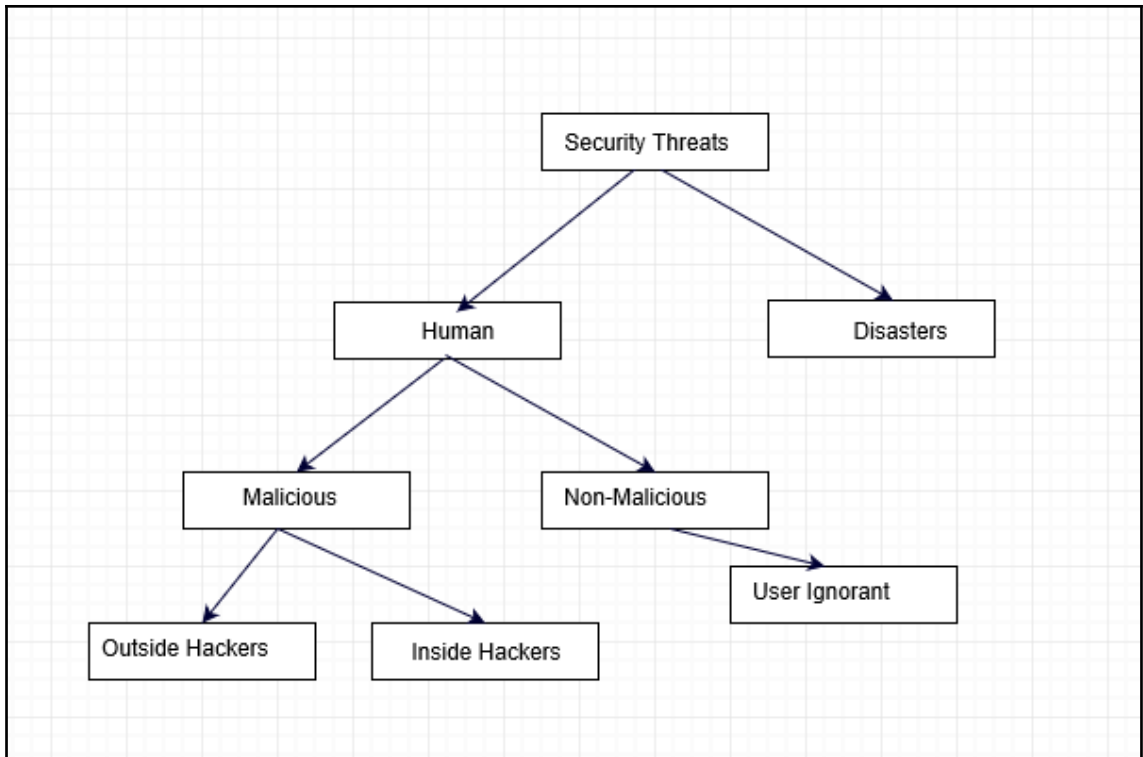 Security Threats
Human
Disasters
Malicious
Non-Malicious
User Ignorant
Outside Hackers
Inside Hackers